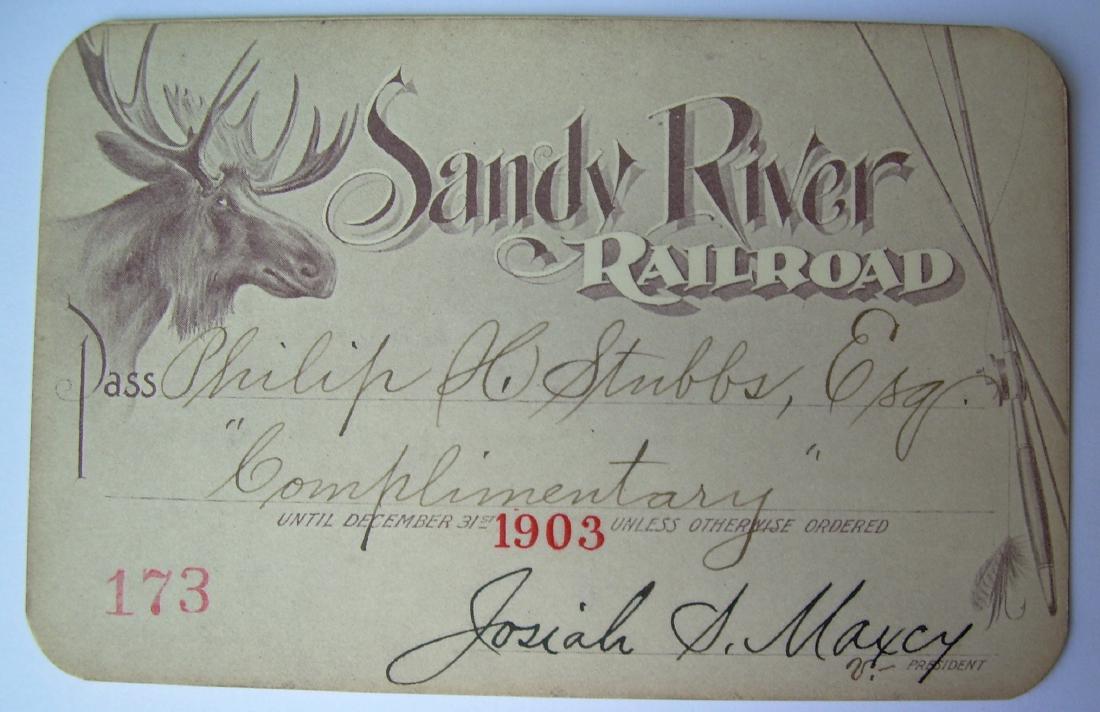 Sandy River
RAILROAD
Pass Philip H. Stubbs, Esq.
"Complimentary"
UNTIL DECEMBER 31ST 1903 UNLESS OTHERWISE ORDERED
173
Josiah S. Maxcy
V.- PRESIDENT